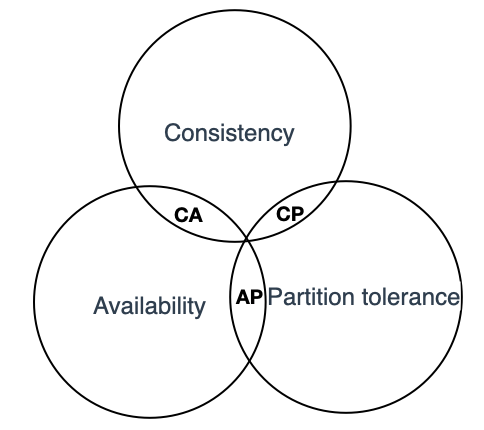 Consistency
CA
CP
Availability
AP
Partition tolerance